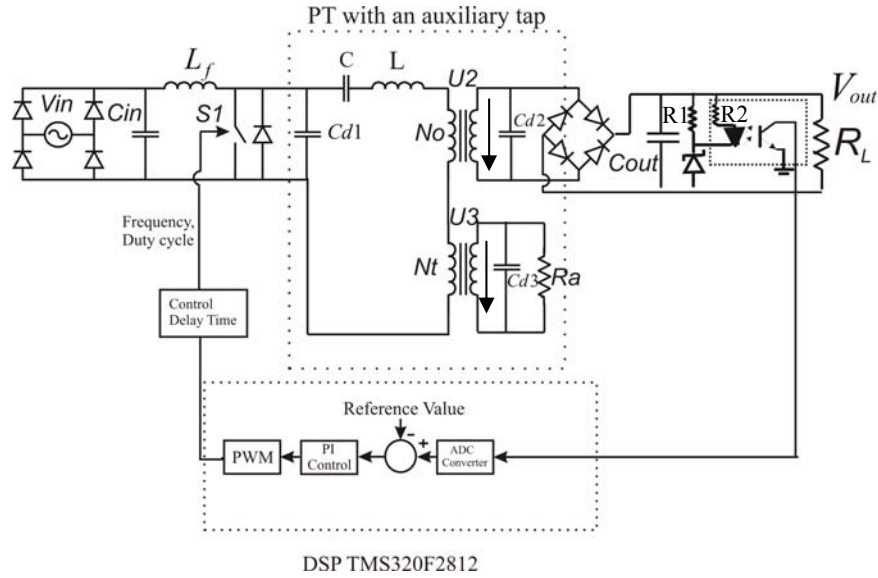 PT with an auxiliary tap
Lf
C
L
U2
Vin
Cin
S1
Cd1
No
Cd2
Cout
R1
R2
Vout
RL
Frequency,
Duty cycle
U3
Nt
Cd3
Ra
Control
Delay Time
Reference Value
-
+
PWM
PI
Control
ADC
Converter
DSP TMS320F2812